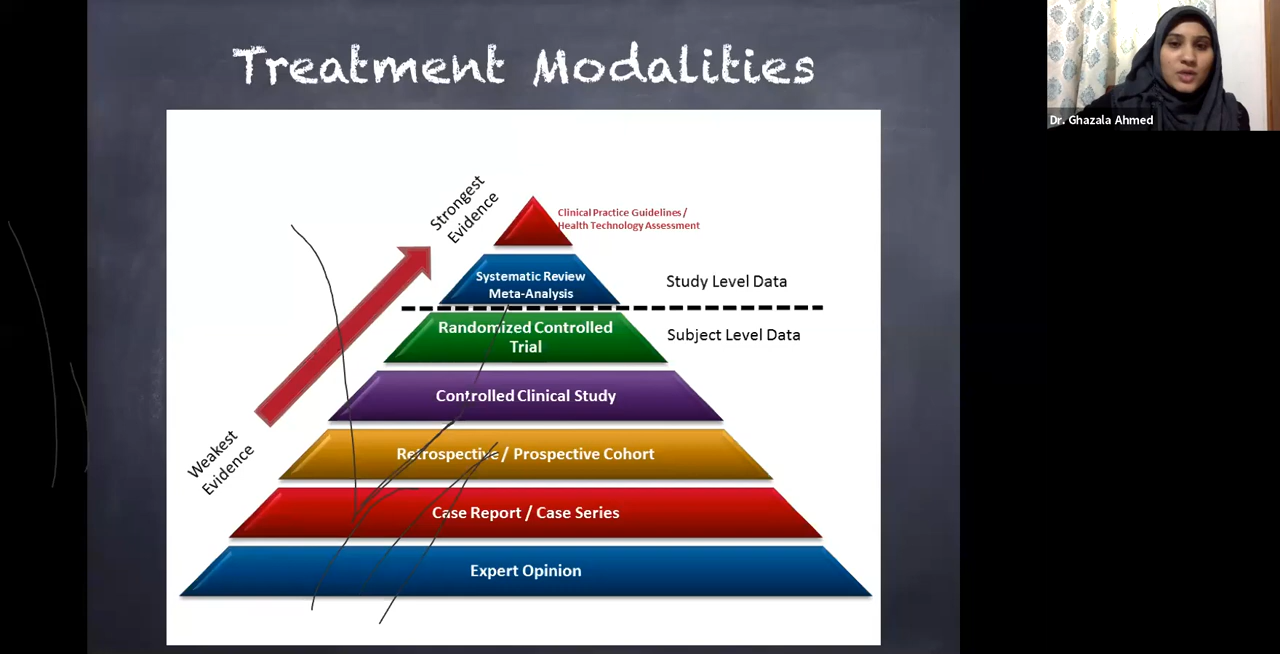 Treatment Modalities
Dr. Ghazala Ahmed
Strongest
Evidence
Clinical Practice Guidelines /
Health Technology Assessment
Systematic Review
Meta-Analysis
Study Level Data
Randomized Controlled
Trial
Subject Level Data
Controlled Clinical Study
Weakest
Evidence
Retrospective / Prospective Cohort
Case Report / Case Series
Expert Opinion